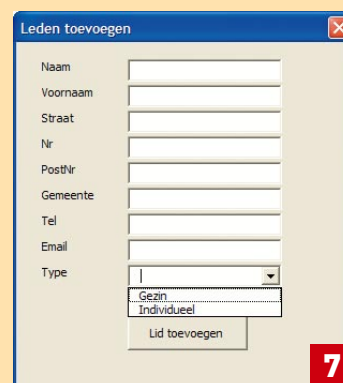 Leden toevoegen
Naam
Voornaam
Straat
Nr
PostNr
Gemeente
Tel
Email
Type
Gezin
Individueel
Lid toevoegen
7